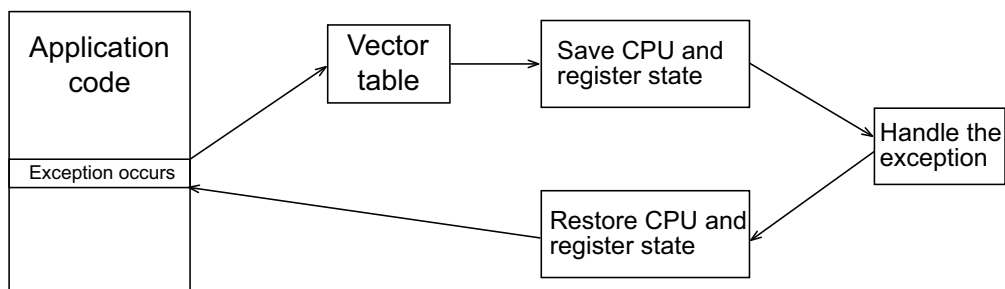 Application
code
Exception occurs
Vector
table
Save CPU and
register state
Handle the
exception
Restore CPU and
register state